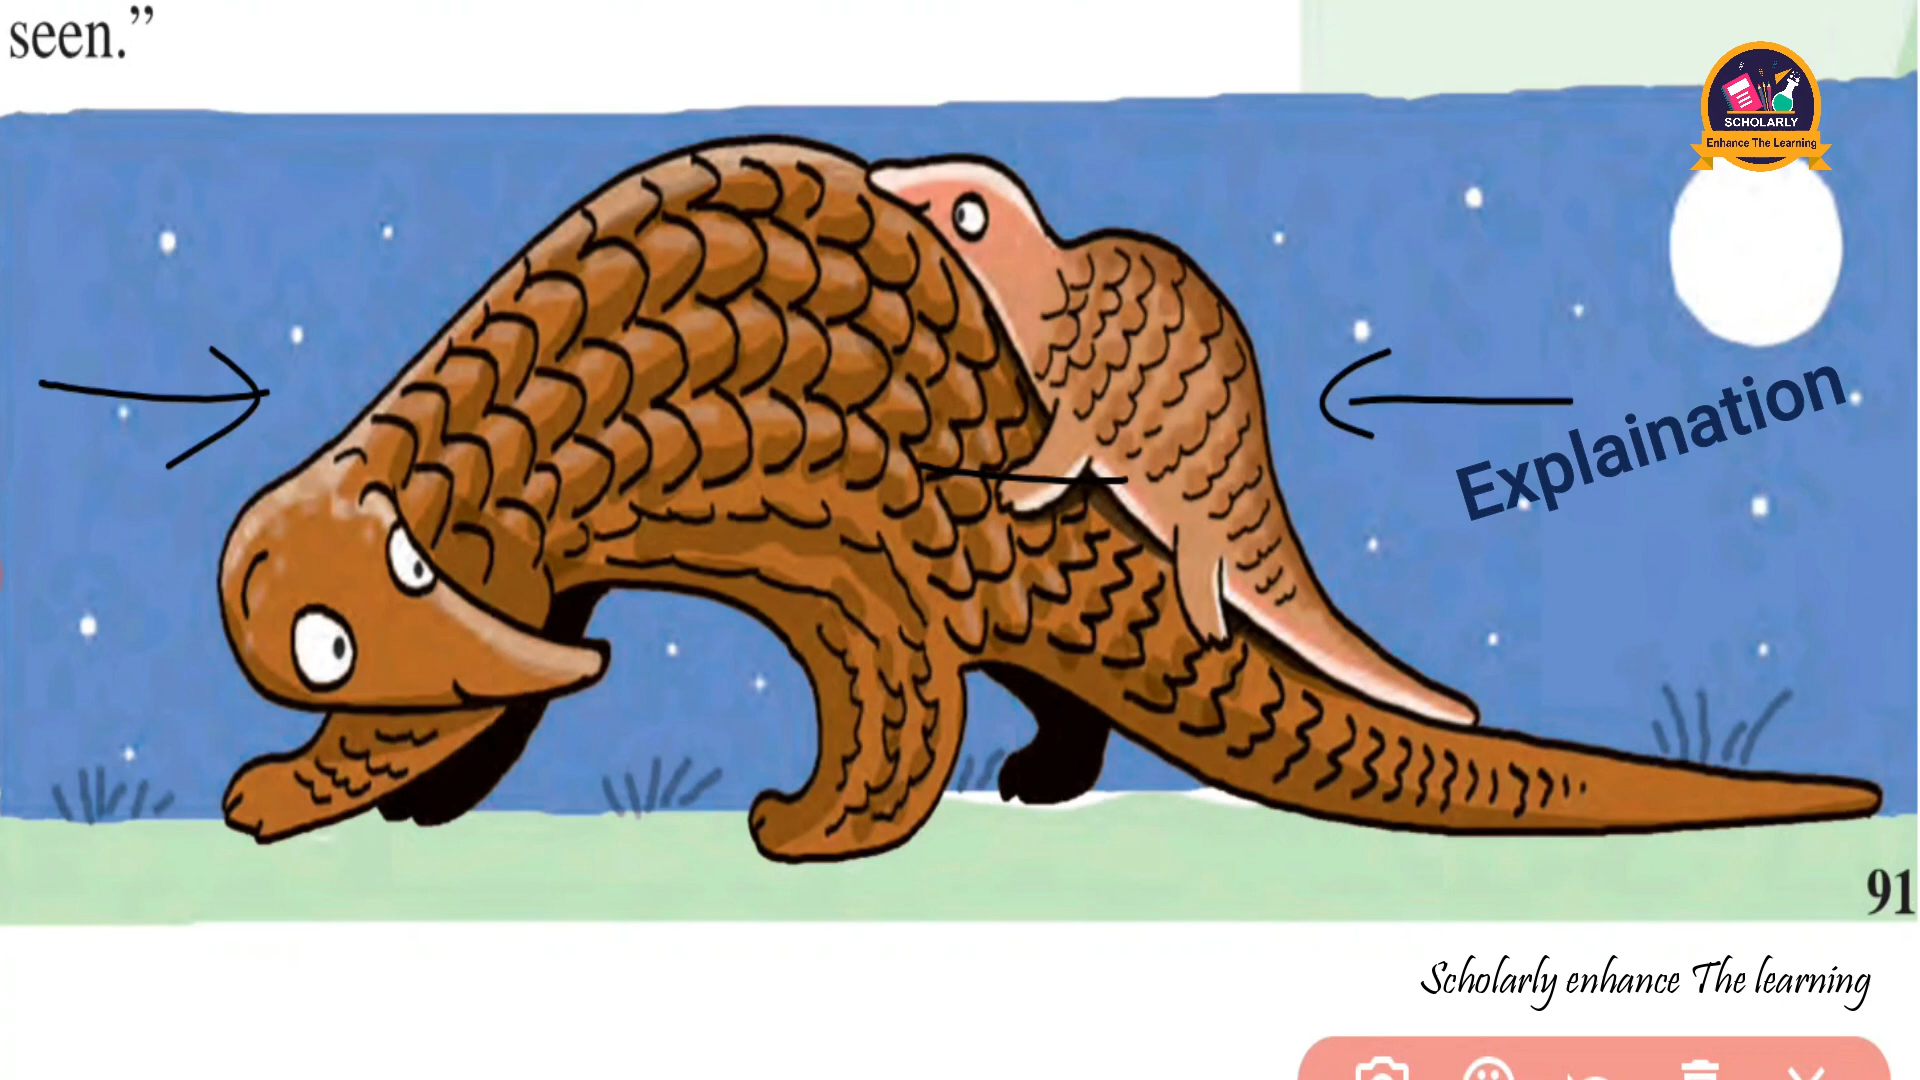 seen.”
SCHOLARLY
Enhance The Learning
Explaination
91
Scholarly enhance The learning